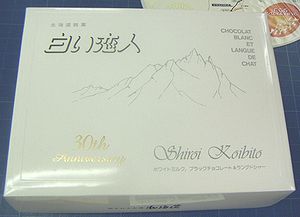 北海道銘菓
白い恋人
CHOCOLAT
BLANC
ET
LANGUE
DE
CHAT
30th
Anniversary
Shiroi Koibito
ホワイトミルク、ブラックチョコレート&ラングドシャー